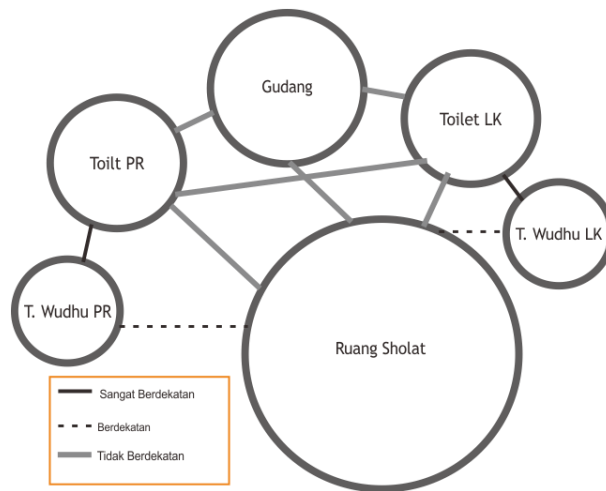 Gudang
Toilet LK
Toilt PR
T. Wudhu LK
T. Wudhu PR
Ruang Sholat
Sangat Berdekatan
Berdekatan
Tidak Berdekatan